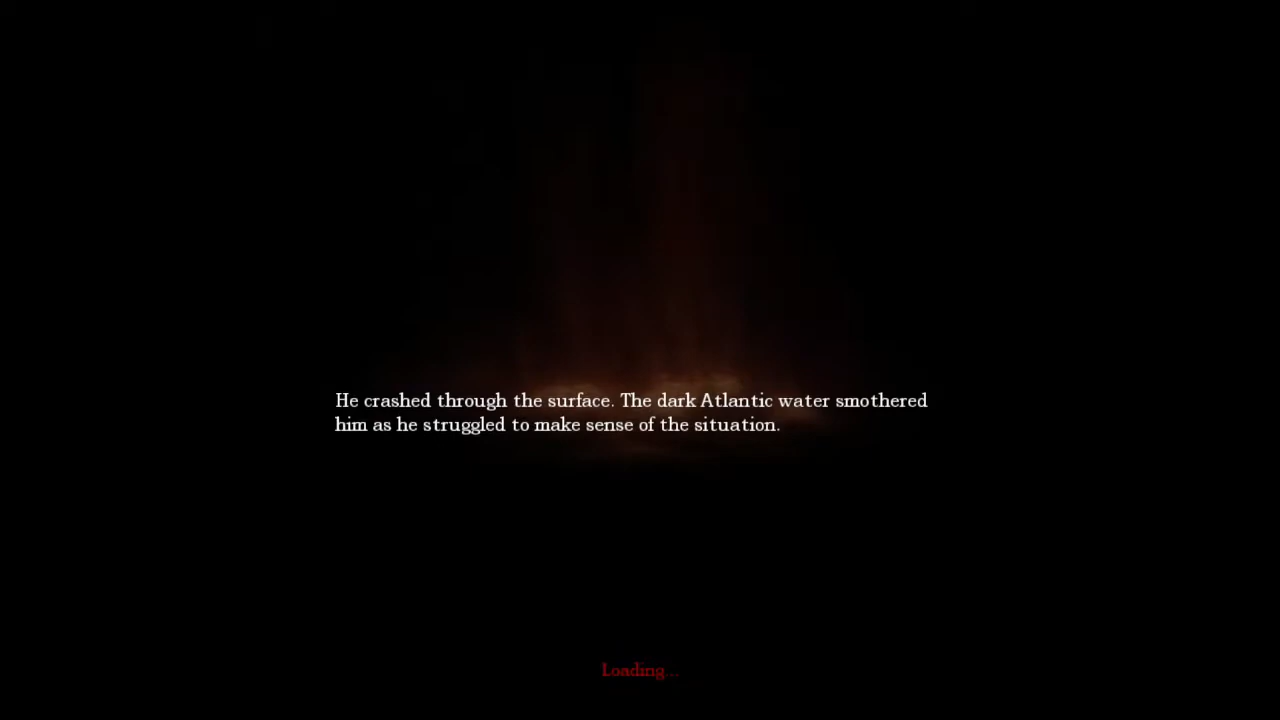 He crashed through the surface. The dark Atlantic water smothered
him as he struggled to make sense of the situation.
Loading...